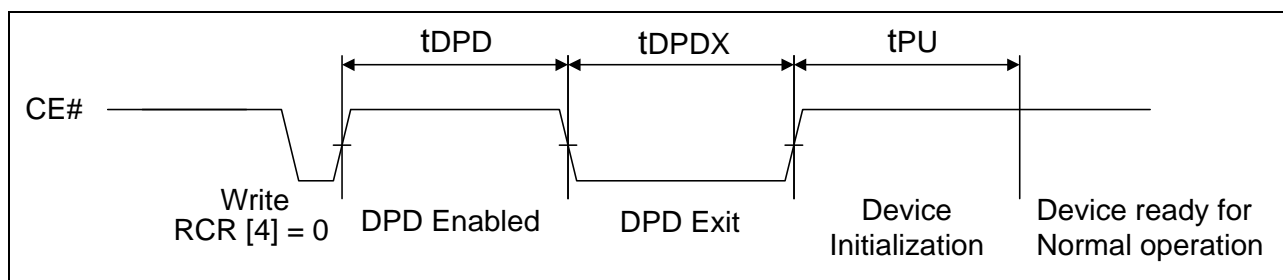 tDPD
tDPDX
tPU
CE#
Write
RCR [4] = 0
DPD Enabled
DPD Exit
Device
Initialization
Device ready for
Normal operation